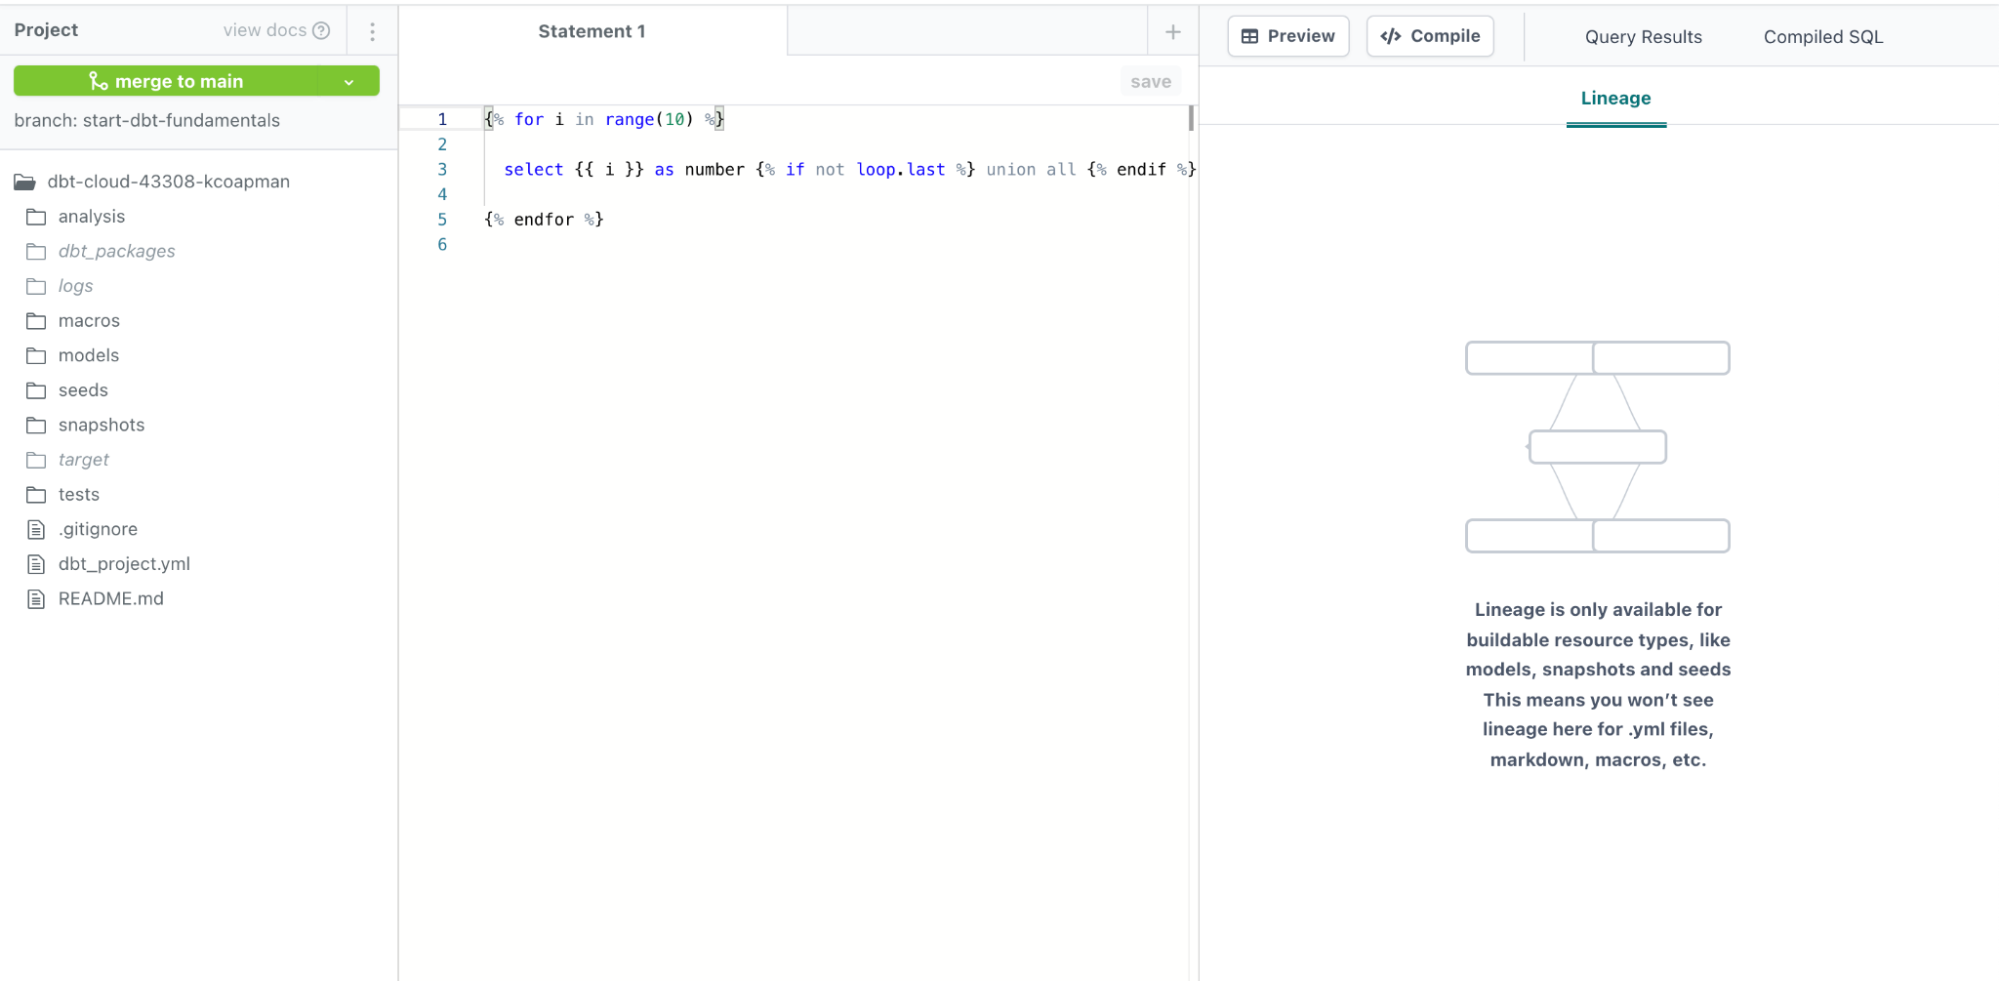 Project
view docs
merge to main
branch: start-dbt-fundamentals
dbt-cloud-43308-kcoapman
analysis
dbt_packages
logs
macros
models
seeds
snapshots
target
tests
.gitignore
dbt_project.yml
README.md
Statement 1
+
save
1 {% for i in range(10) %}
2
3 select {{ i }} as number {% if not loop.last %} union all {% endif %}
4
5 {% endfor %}
6
Preview
</> Compile
Query Results
Compiled SQL
Lineage
Lineage is only available for
buildable resource types, like
models, snapshots and seeds
This means you won’t see
lineage here for .yml files,
markdown, macros, etc.